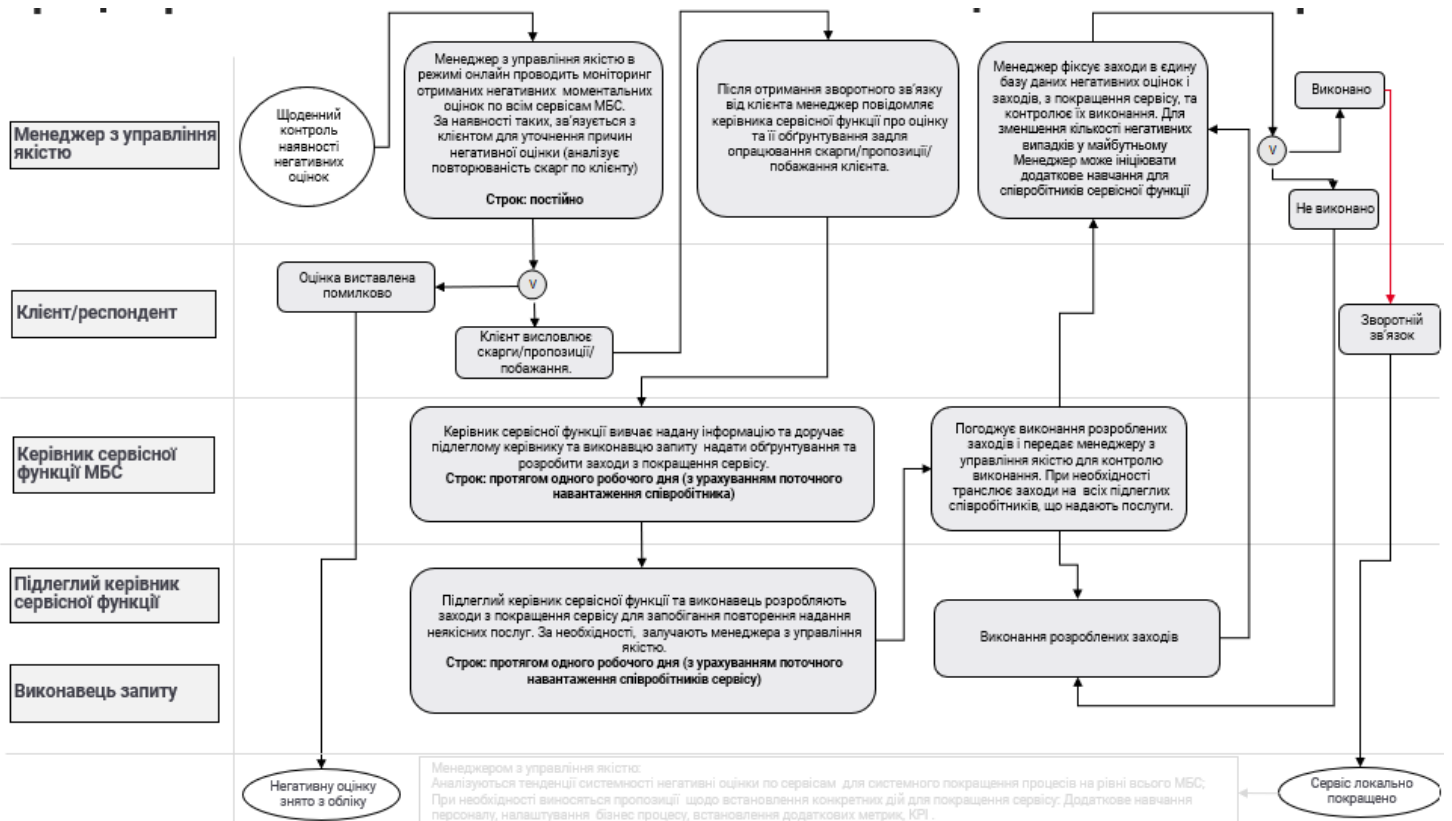 Менеджер з управління
якістю
Щоденний
контроль
наявності
негативних
оцінок
Менеджер з управління якістю в
режимі онлайн проводить моніторинг
отриманих негативних моментальних
оцінок по всім сервісам МБС.
За наявності таких, зв'язується з
клієнтом для уточнення причин
негативної оцінки (аналізує
повторюваність скарг по клієнту)
Строк: постійно
Після отримання зворотного зв'язку
від клієнта менеджер повідомляє
керівника сервісної функції про оцінку
та її обґрунтування задля
опрацювання скарги/пропозиції/
побажання клієнта.
Менеджер фіксує заходи в єдину
базу даних негативних оцінок і
заходів, з покращення сервісу, та
контролює їх виконання. Для
зменшення кількості негативних
випадків у майбутньому
Менеджер може ініціювати
додаткове навчання для
співробітників сервісної функції
V
Виконано
Не виконано
Клієнт/респондент
Оцінка виставлена
помилково
V
Клієнт висловлює
скарги/пропозиції/
побажання.
Зворотній
зв'язок
Керівник сервісної
функції МБС
Керівник сервісної функції вивчає надану інформацію та доручає
підлеглому керівнику та виконавцю запиту надати обґрунтування та
розробити заходи з покращення сервісу.
Строк: протягом одного робочого дня (з урахуванням поточного
навантаження співробітника)
Погоджує виконання розроблених
заходів і передає менеджеру з
управління якістю для контролю
виконання. При необхідності
транслює заходи на всіх підлеглих
співробітників, що надають послуги.
Підлеглий керівник
сервісної функції
Виконавець запиту
Підлеглий керівник сервісної функції та виконавець розробляють
заходи з покращення сервісу для запобігання повторення надання
неякісних послуг. За необхідності, залучають менеджера з управління
якістю.
Строк: протягом одного робочого дня (з урахуванням поточного
навантаження співробітників сервісу)
Виконання розроблених заходів
Негативну оцінку
знято з обліку
Менеджером з управління якістю:
Аналізуються тенденції системності негативні оцінки по сервісам для системного покращення процесів на рівні всього МБС;
При необхідності виносяться пропозиції щодо встановлення конкретних дій для покращення сервісу: Додаткове навчання
персоналу, налаштування бізнес процесу, встановлення додаткових метрик, KPI .
Сервіс локально
покращено